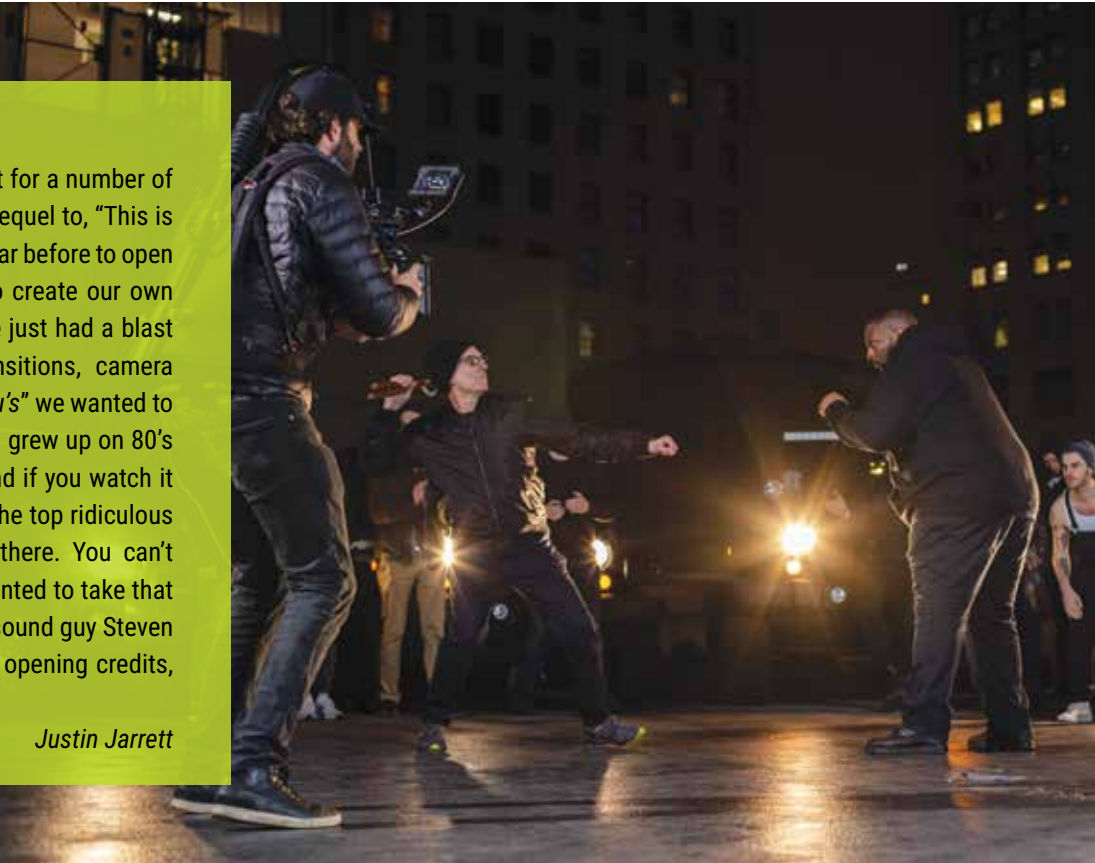 t for a number of
equel to, “This is
ar before to open
o create our own
e just had a blast
nsitions, camera
w’s” we wanted to
grew up on 80’s
nd if you watch it
he top ridiculous
there. You can’t
nted to take that
sound guy Steven
opening credits,
Justin Jarrett